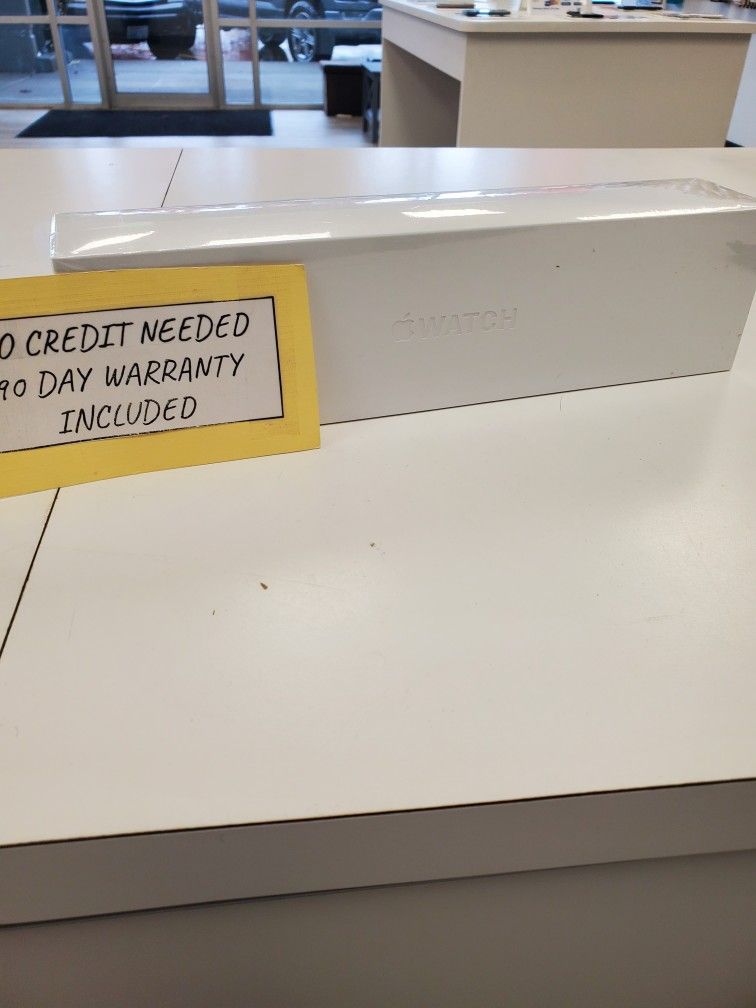 O CREDIT NEEDED
90 DAY WARRANTY
INCLUDED
WATCH